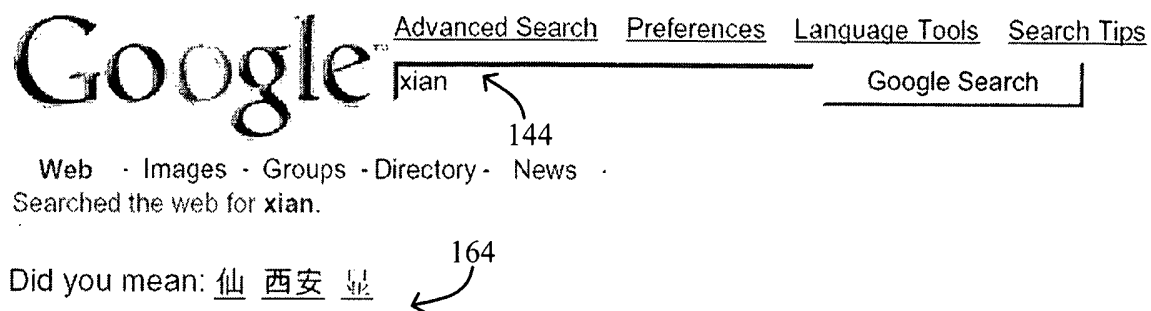 Google™
Advanced Search Preferences Language Tools Search Tips
xian Google Search
144
Web · Images · Groups · Directory · News ·
Searched the web for xian.
164
Did you mean: 仙 西安